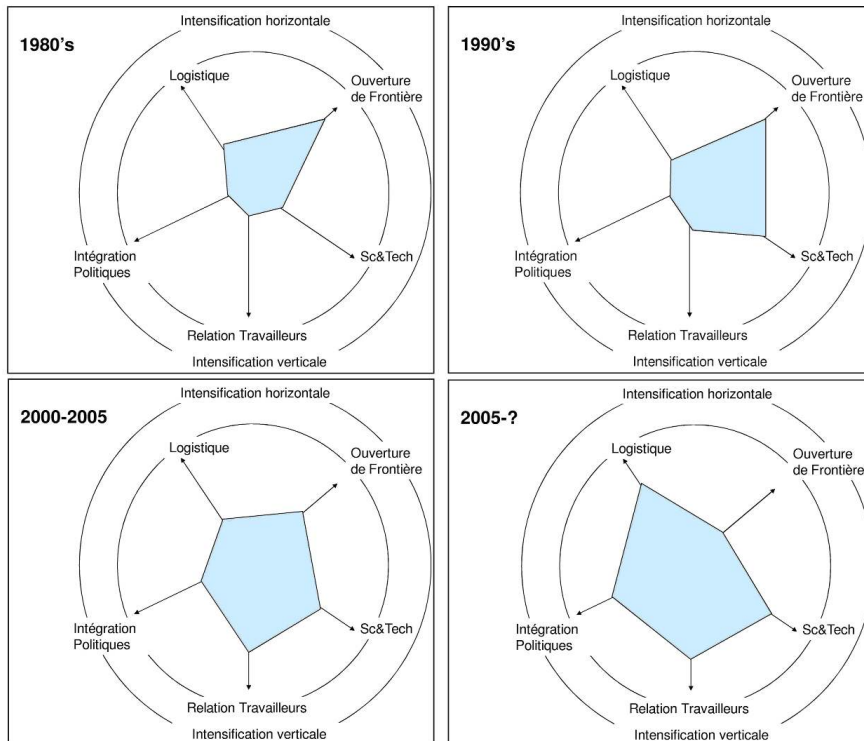 Intensification horizontale
1980's
Logistique
Ouverture
de Frontière
Intégration
Politiques
Sc&Tech
Relation Travailleurs
Intensification verticale
Intensification horizontale
1990's
Logistique
Ouverture
de Frontière
Intégration
Politiques
Sc&Tech
Relation Travailleurs
Intensification verticale
Intensification horizontale
2000-2005
Logistique
Ouverture
de Frontière
Intégration
Politiques
Sc&Tech
Relation Travailleurs
Intensification verticale
Intensification horizontale
2005-?
Logistique
Ouverture
de Frontière
Intégration
Politiques
Sc&Tech
Relation Travailleurs
Intensification verticale